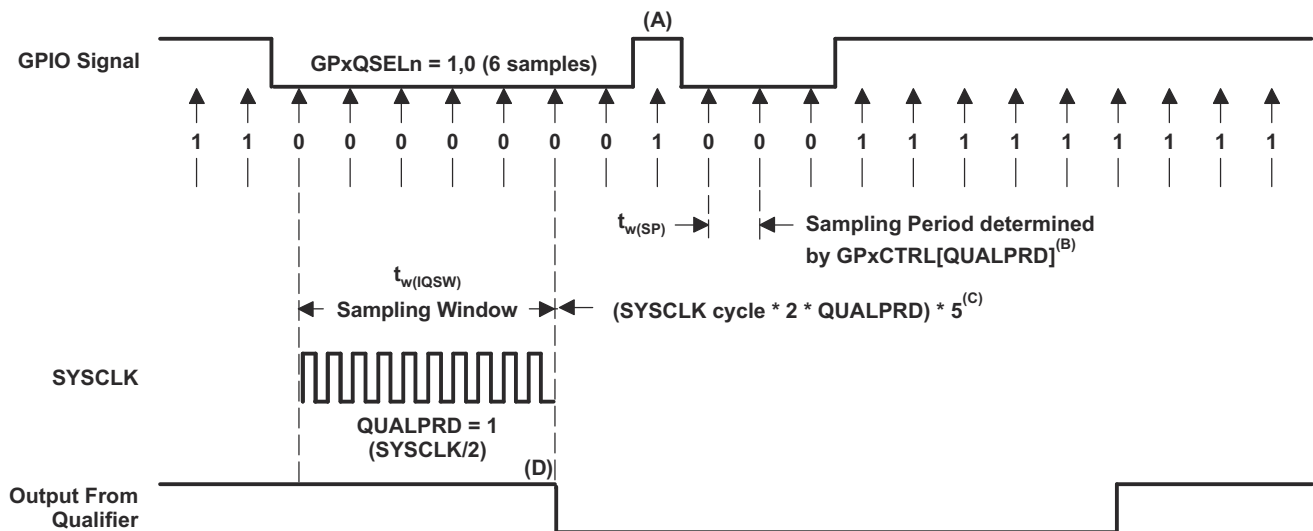 (A)
GPIO Signal
GPxQSELn = 1,0 (6 samples)
1 1 0 0 0 0 0 0 0 1 0 0 0 1 1 1 1 1 1 1 1 1
tw(SP)
Sampling Period determined
by GPxCTRL[QUALPRD](B)
tw(IQSW)
Sampling Window
(SYSCLK cycle * 2 * QUALPRD) * 5(C)
SYSCLK
QUALPRD = 1
(SYSCLK/2)
(D)
Output From
Qualifier